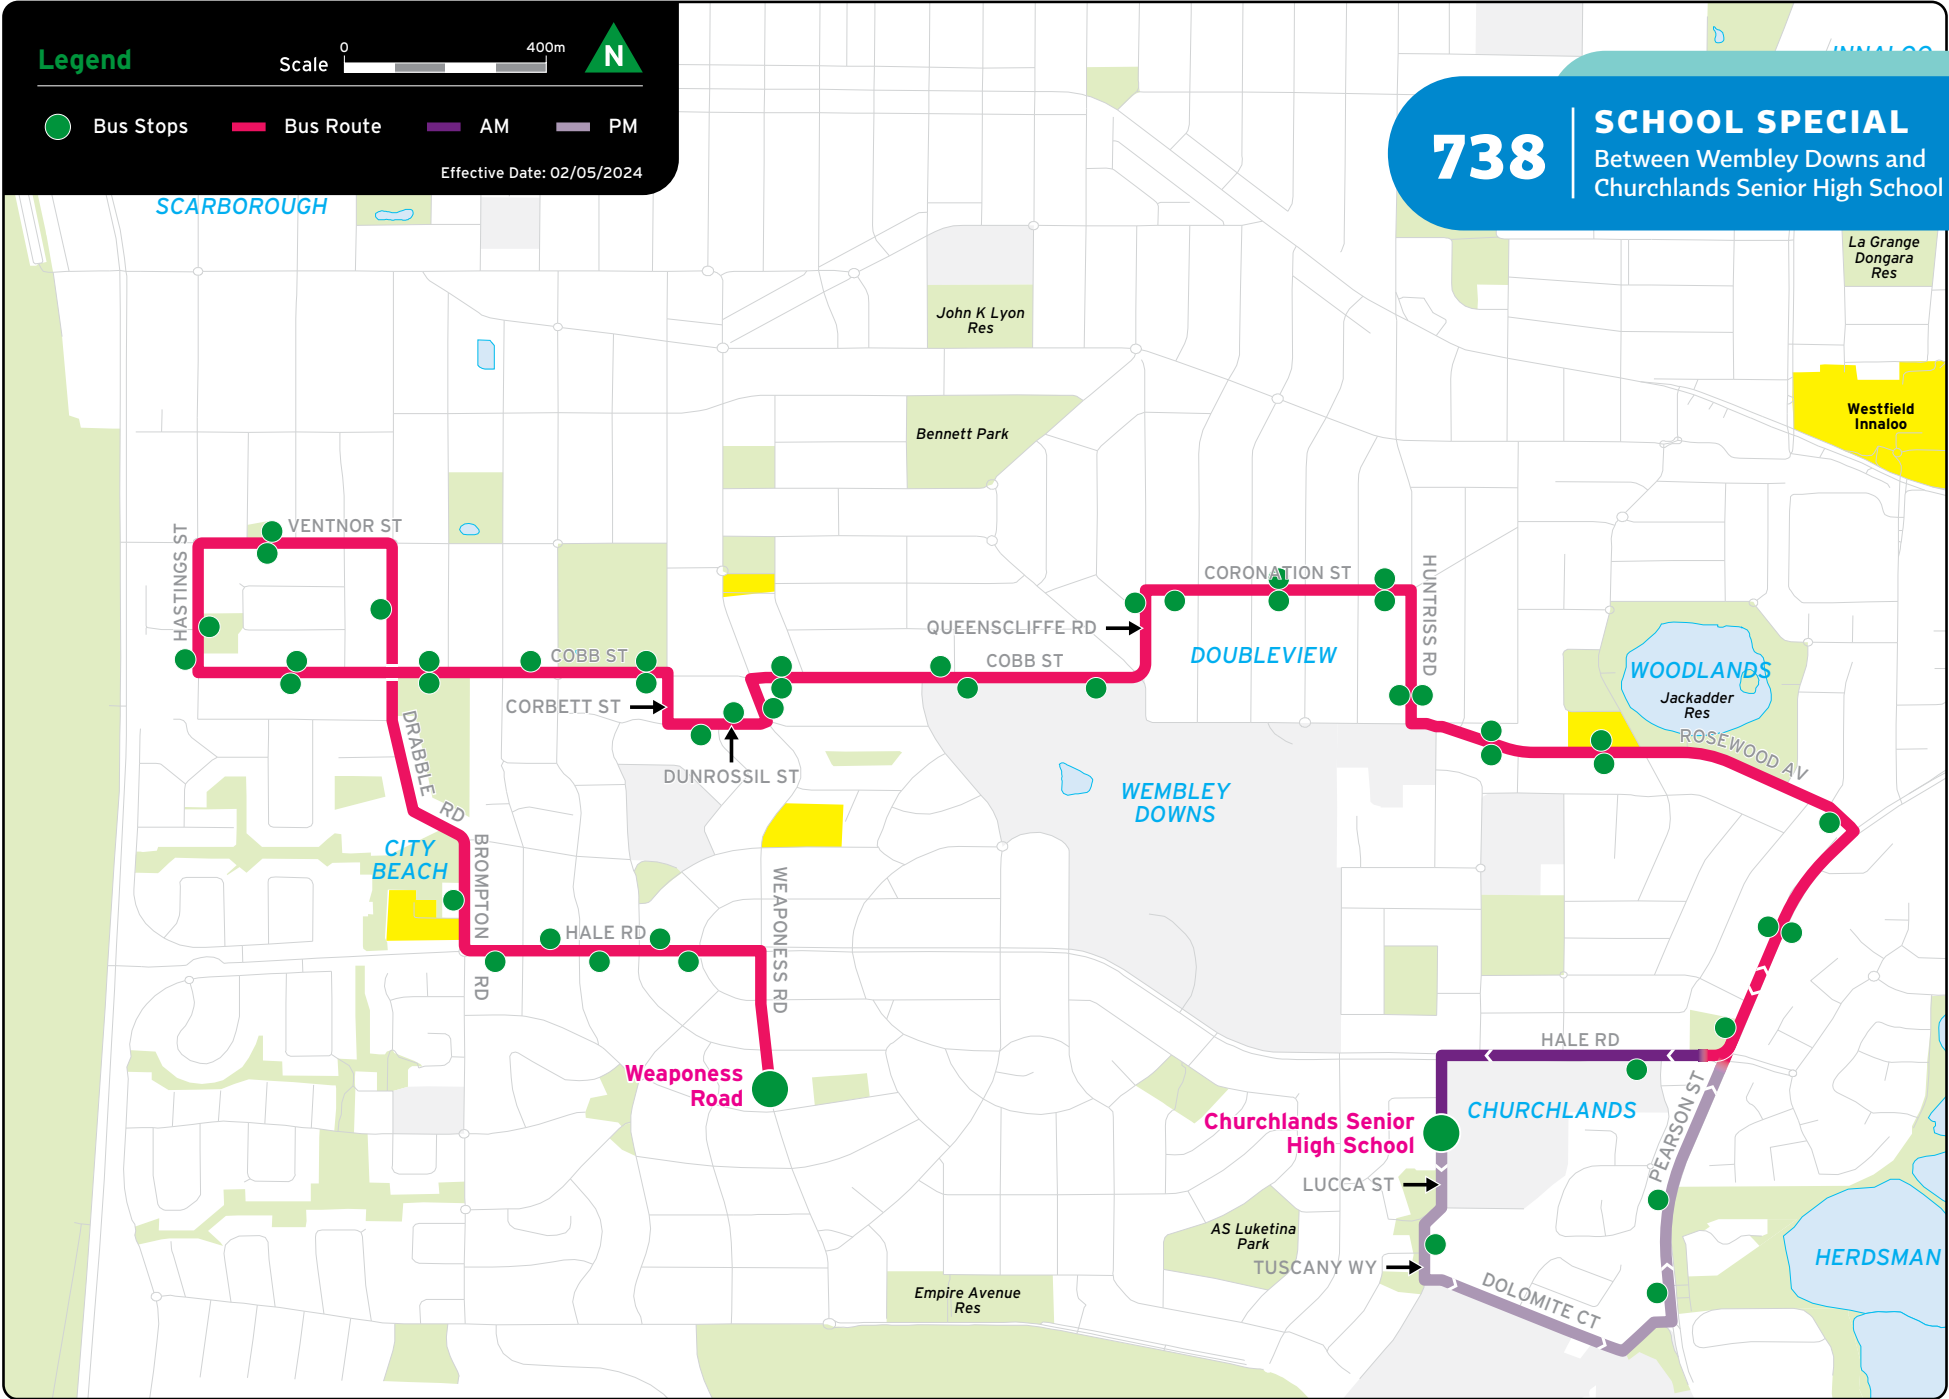 Legend
Scale
0
400m
N
Bus Stops
Bus Route
AM
PM
Effective Date: 02/05/2024
INNALOO
738
SCHOOL SPECIAL
Between Wembley Downs and
Churchlands Senior High School
SCARBOROUGH
La Grange
Dongara
Res
John K Lyon
Res
Westfield
Innaloo
Bennett Park
VENTNOR ST
HASTINGS ST
CORONATION ST
HUNTRISS RD
QUEENSCLIFFE RD
COBB ST
COBB ST
DOUBLEVIEW
WOODLANDS
Jackadder
Res
CORBETT ST
DRABBLE RD
ROSEWOOD AV
DUNROSSIL ST
WEMBLEY
DOWNS
CITY
BEACH
BROMPTON RD
WEAPONESS RD
HALE RD
HALE RD
Weaponess
Road
Churchlands Senior
High School
CHURCHLANDS
PEARSON ST
LUCCA ST
AS Luketina
Park
TUSCANY WY
HERDSMAN
DOLOMITE CT
Empire Avenue
Res